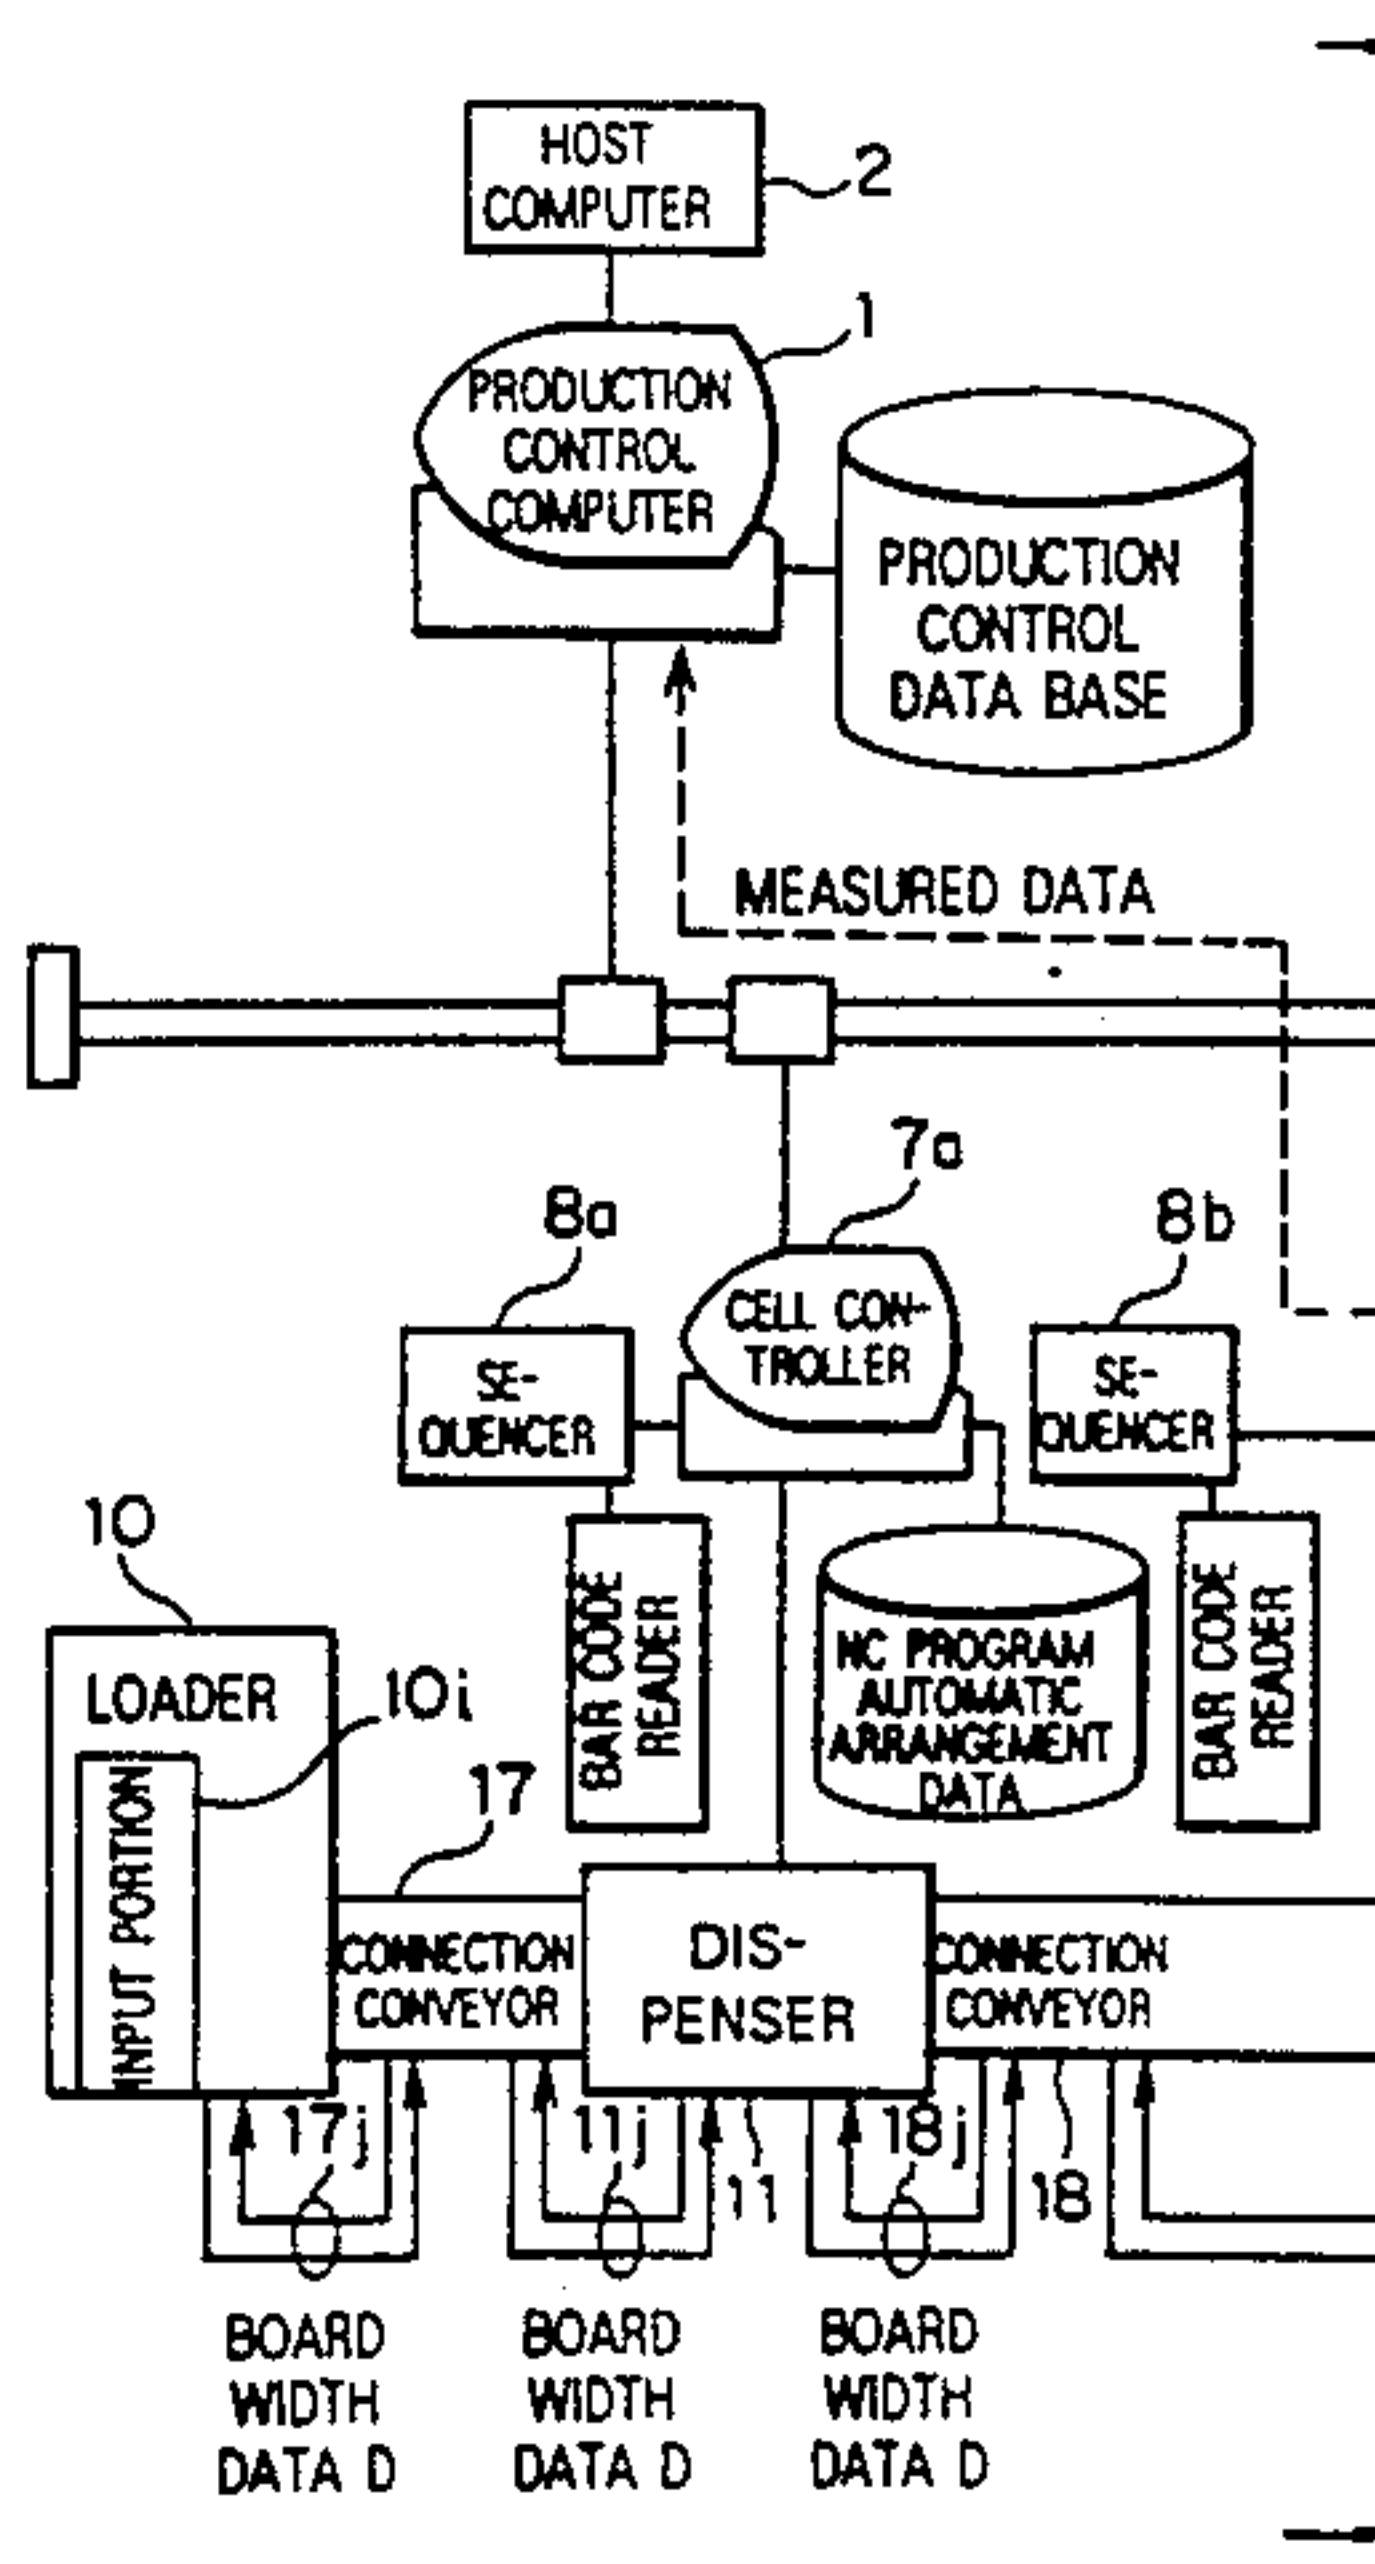 HOST
COMPUTER
2
1
PRODUCTION
CONTROL
COMPUTER
PRODUCTION
CONTROL
DATA BASE
MEASURED DATA
7a
8a
8b
CELL CON-
TROLLER
SE-
QUENCER
SE-
QUENCER
10
BAR CODE
READER
NC PROGRAM
AUTOMATIC
ARRANGEMENT
DATA
BAR CODE
READER
LOADER
10i
INPUT PORTION
17
CONNECTION
CONVEYOR
DIS-
PENSER
CONNECTION
CONVEYOR
17j
11j
11
18j
18
BOARD
WIDTH
DATA D
BOARD
WIDTH
DATA D
BOARD
WIDTH
DATA D